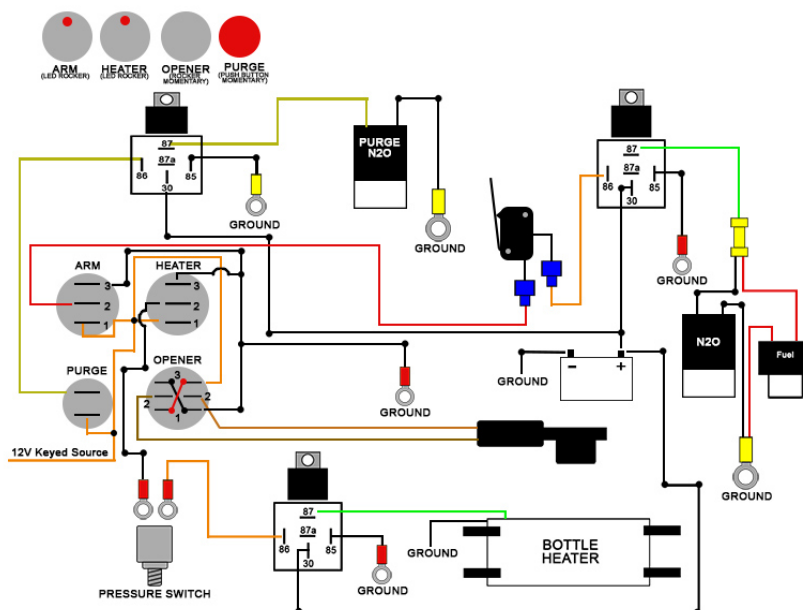 ARM
(LED ROCKER)
HEATER
(LED ROCKER)
OPENER
(ROCKER
MOMENTARY)
PURGE
(PUSH BUTTON
MOMENTARY)
87
87a
86
85
30
GROUND
PURGE
N2O
GROUND
87
87a
86
85
30
GROUND
ARM
3
2
1
HEATER
3
2
1
PURGE
OPENER
3
2
2
1
GROUND
GROUND
-
+
N2O
Fuel
GROUND
12V Keyed Source
PRESSURE SWITCH
87
87a
86
85
30
GROUND
GROUND
BOTTLE
HEATER